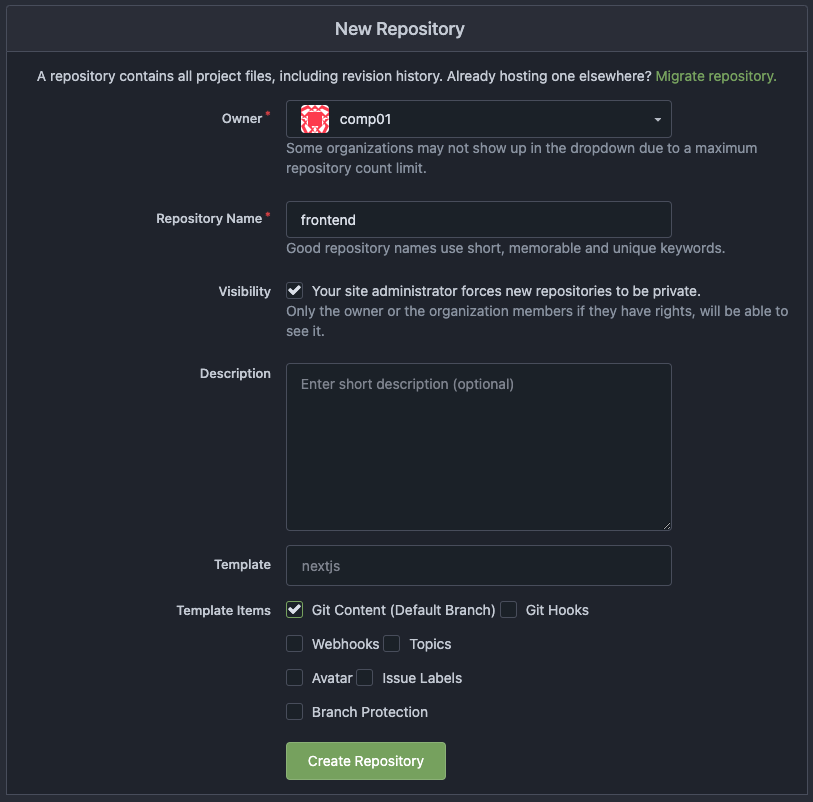 New Repository
A repository contains all project files, including revision history. Already hosting one elsewhere? Migrate repository.
Owner *
comp01
Some organizations may not show up in the dropdown due to a maximum
repository count limit.
Repository Name *
frontend
Good repository names use short, memorable and unique keywords.
Visibility
Your site administrator forces new repositories to be private.
Only the owner or the organization members if they have rights, will be able to
see it.
Description
Enter short description (optional)
Template
nextjs
Template Items
Git Content (Default Branch) Git Hooks
Webhooks Topics
Avatar Issue Labels
Branch Protection
Create Repository